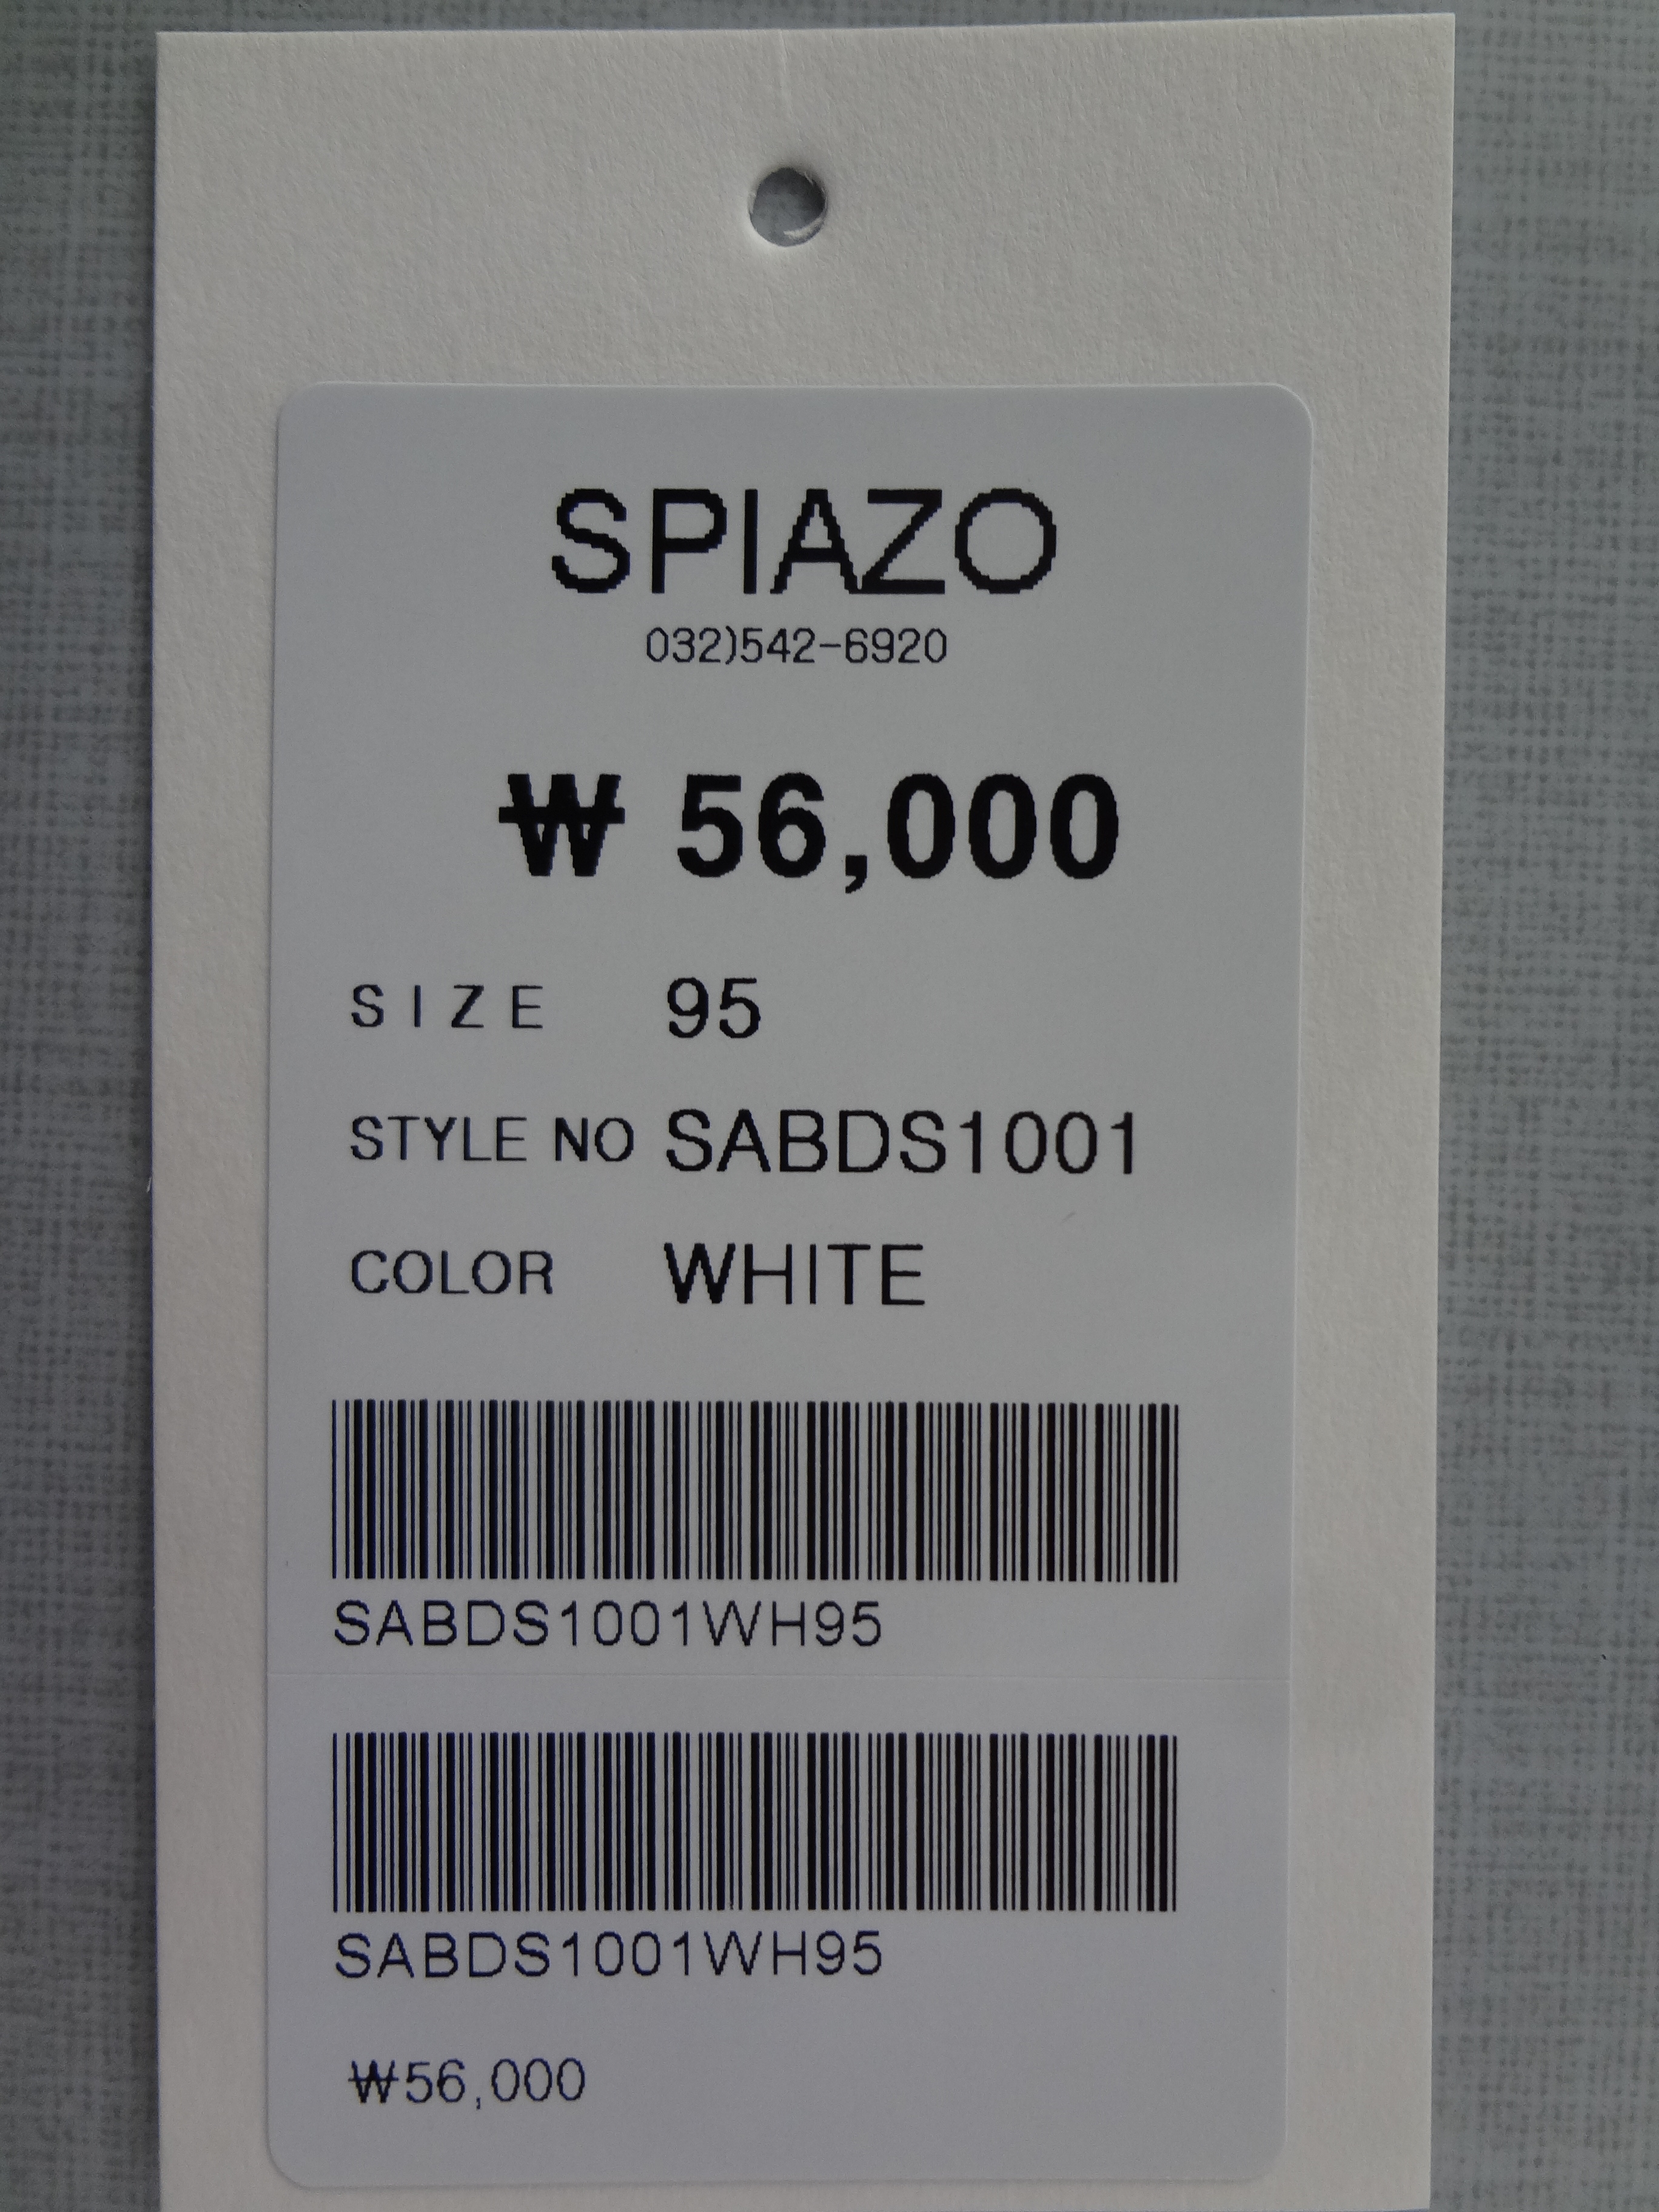 SPIAZO
032)542-6920
₩ 56,000
SIZE 95
STYLE NO SABDS1001
COLOR WHITE
SABDS1001WH95
SABDS1001WH95
₩56,000